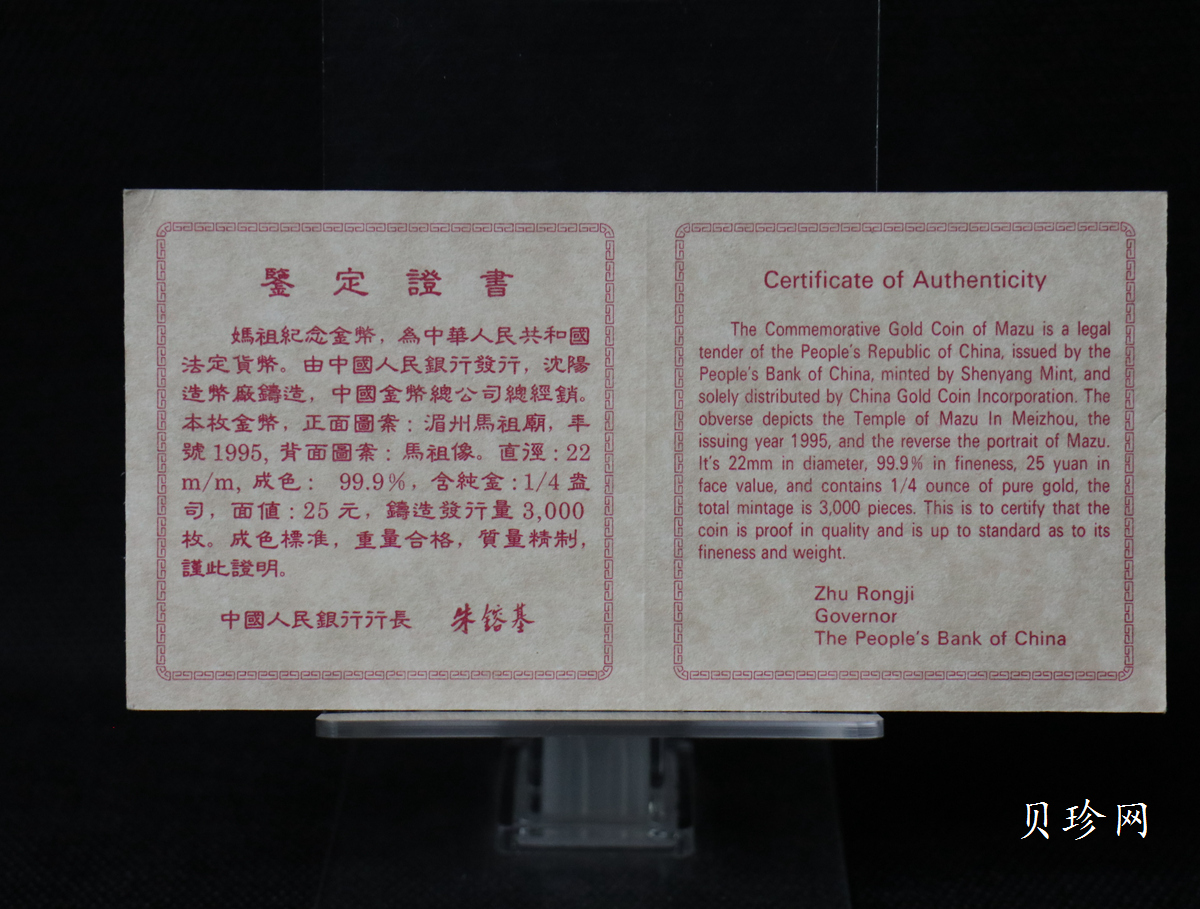 鑒定證書
媽祖紀念金幣，為中華人民共和國
法定貨幣。由中國人民銀行發行，沈陽
造幣廠鑄造，中國金幣總公司總經銷。
本枚金幣，正面圖案：湄州馬祖廟，年
號1995，背面圖案：馬祖像。直徑：22
m/m，成色： 99.9%，含純金：1/4盎
司，面值：25元，鑄造發行量3,000
枚。成色標准，重量合格，質量精制，
謹此證明。
中國人民銀行行長 朱鎔基
Certificate of Authenticity
The Commemorative Gold Coin of Mazu is a legal
tender of the People's Republic of China, issued by the
People's Bank of China, minted by Shenyang Mint, and
solely distributed by China Gold Coin Incorporation. The
obverse depicts the Temple of Mazu In Meizhou, the
issuing year 1995, and the reverse the portrait of Mazu.
It's 22mm in diameter, 99.9% in fineness, 25 yuan in
face value, and contains 1/4 ounce of pure gold, the
total mintage is 3,000 pieces. This is to certify that the
coin is proof in quality and is up to standard as to its
fineness and weight.
Zhu Rongji
Governor
The People's Bank of China
贝珍网